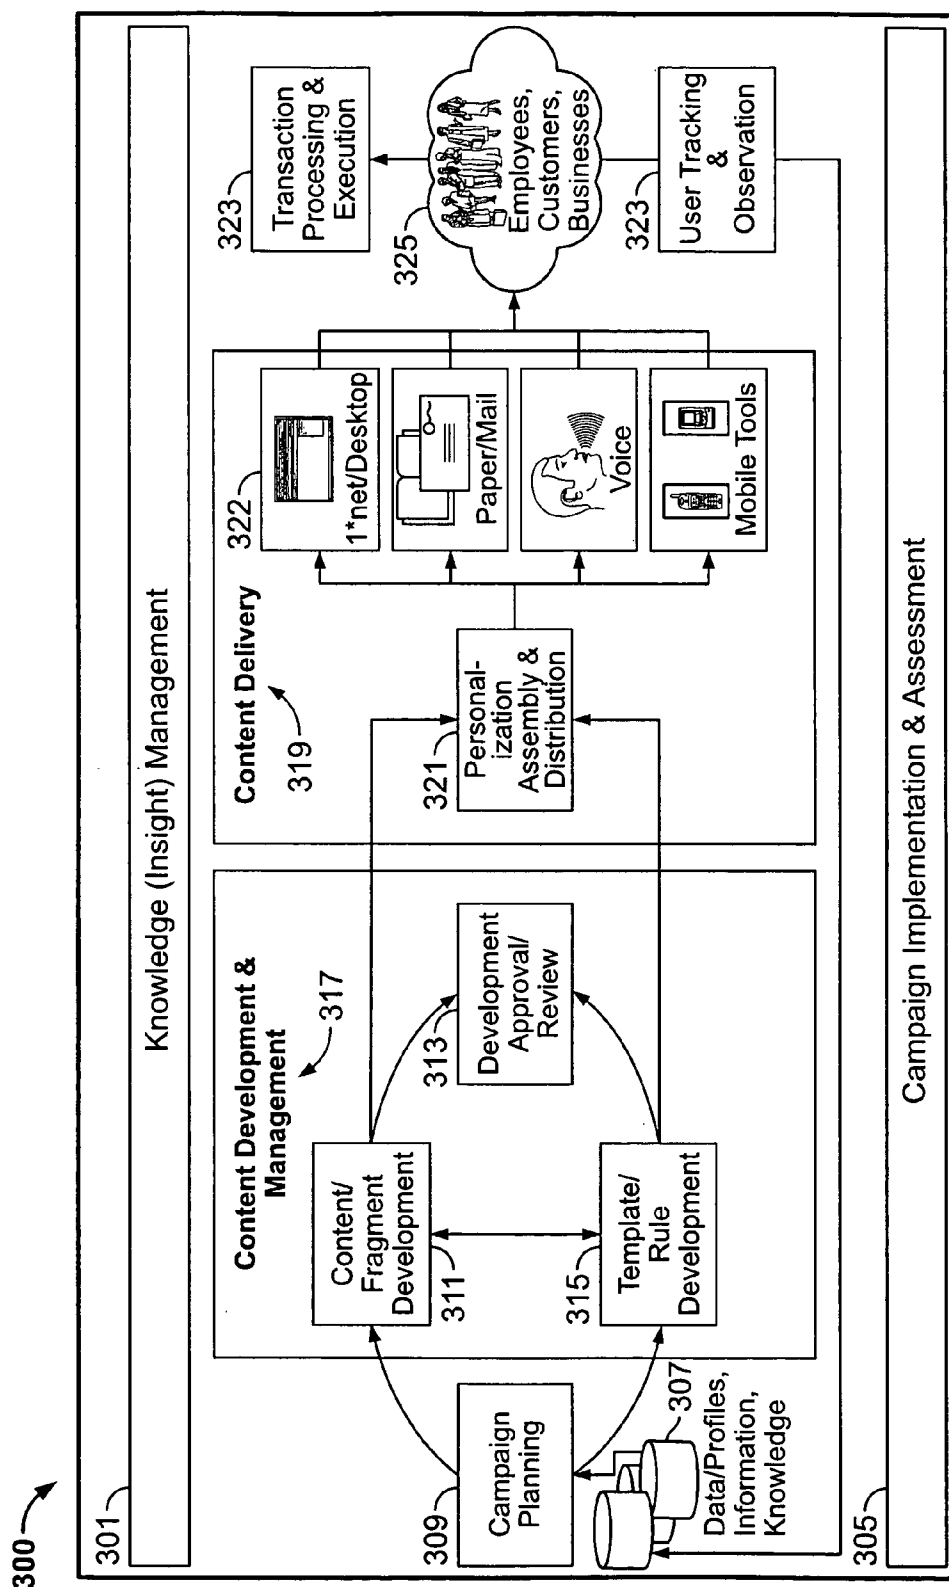 300
301
Knowledge (Insight) Management
309
Campaign
Planning
307
Data/Profiles,
Information,
Knowledge
Content Development &
Management
317
Content/
Fragment
Development
311
315
Template/
Rule
Development
313
Development
Approval/
Review
Content Delivery
319
321
Personal-
ization
Assembly &
Distribution
322
1*net/Desktop
Paper/Mail
Voice
Mobile Tools
323
Transaction
Processing &
Execution
325
Employees,
Customers,
Businesses
323
User Tracking
&
Observation
305
Campaign Implementation & Assessment